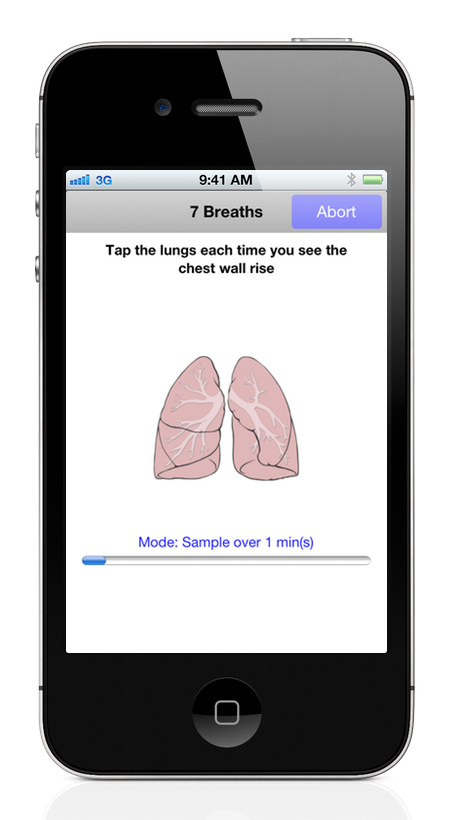 3G 9:41 AM
7 Breaths Abort
Tap the lungs each time you see the
chest wall rise
Mode: Sample over 1 min(s)